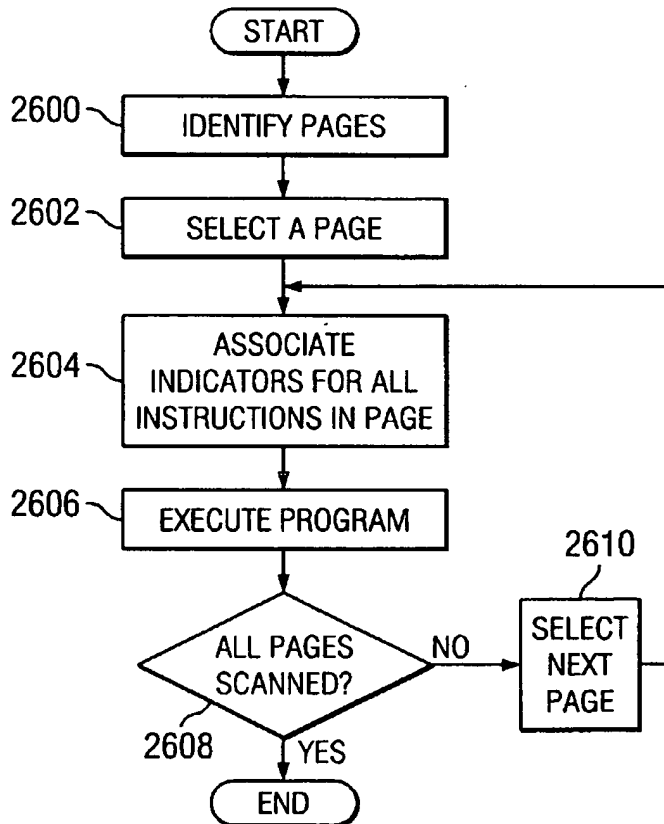 START
2600
IDENTIFY PAGES
2602
SELECT A PAGE
2604
ASSOCIATE
INDICATORS FOR ALL
INSTRUCTIONS IN PAGE
2606
EXECUTE PROGRAM
2610
ALL PAGES
SCANNED?
NO
SELECT
NEXT
PAGE
2608
YES
END